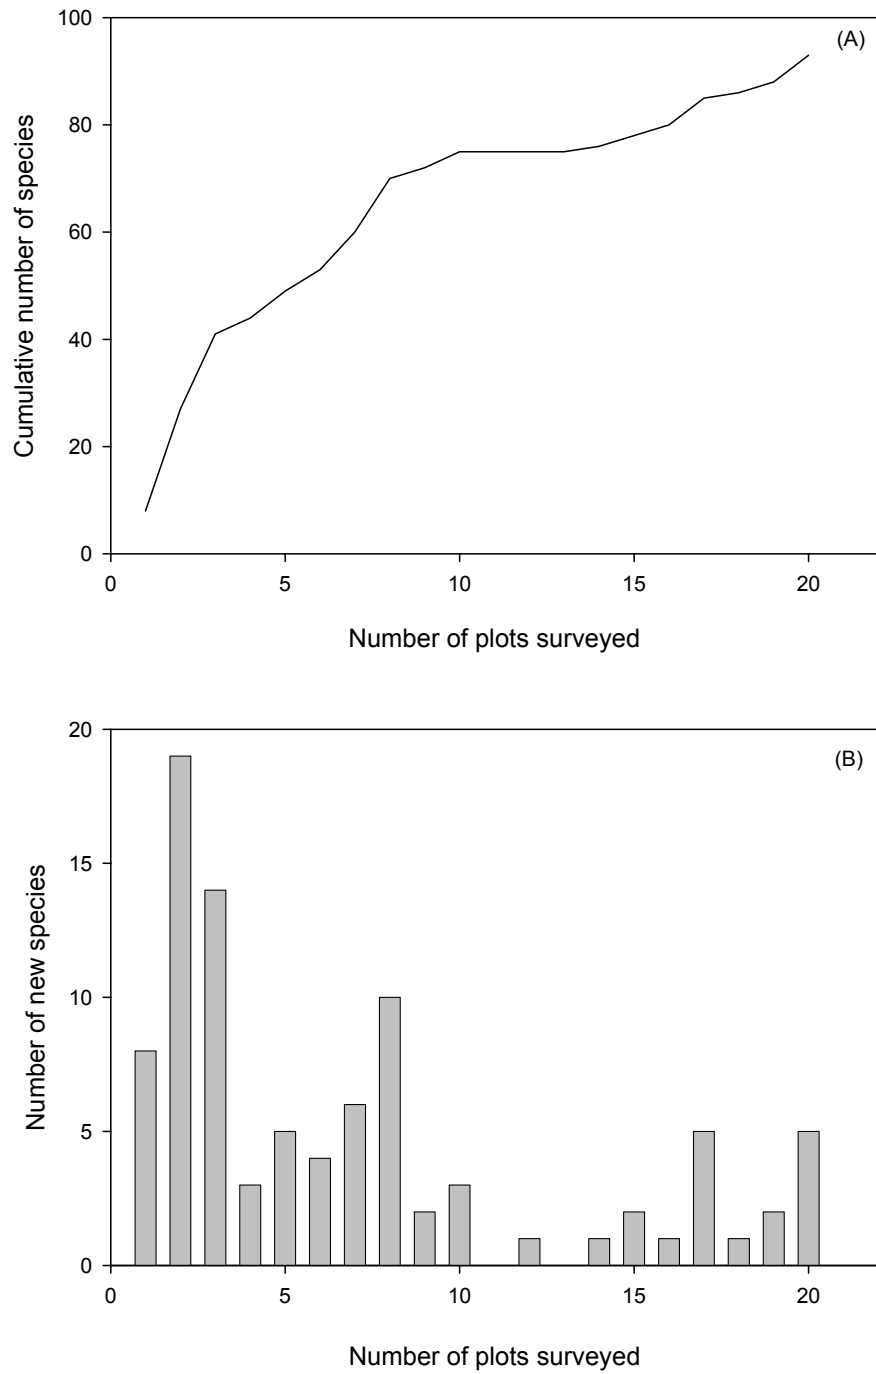 100
(A)
80
60
40
20
0
Cumulative number of species
0 5 10 15 20
Number of plots surveyed
20
(B)
15
10
5
0
Number of new species
0 5 10 15 20
Number of plots surveyed